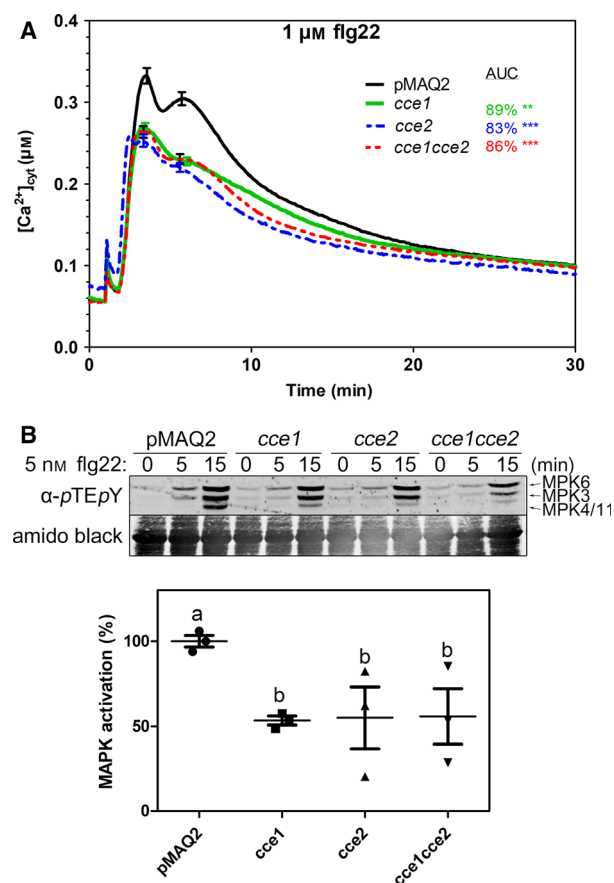 A
1 µM flg22
AUC
pMAQ2
cce1 89% **
cce2 83% ***
cce1cce2 86% ***
[Ca²⁺]cyt (µM)
0.4
0.3
0.2
0.1
0.0
0 10 20 30
Time (min)
B
pMAQ2 cce1 cce2 cce1cce2
5 nM flg22: 0 5 15 0 5 15 0 5 15 0 5 15 (min)
α-pTEpY
MPK6
MPK3
MPK4/11
amido black
MAPK activation (%)
100
50
0
a
b
b
b
pMAQ2 cce1 cce2 cce1cce2